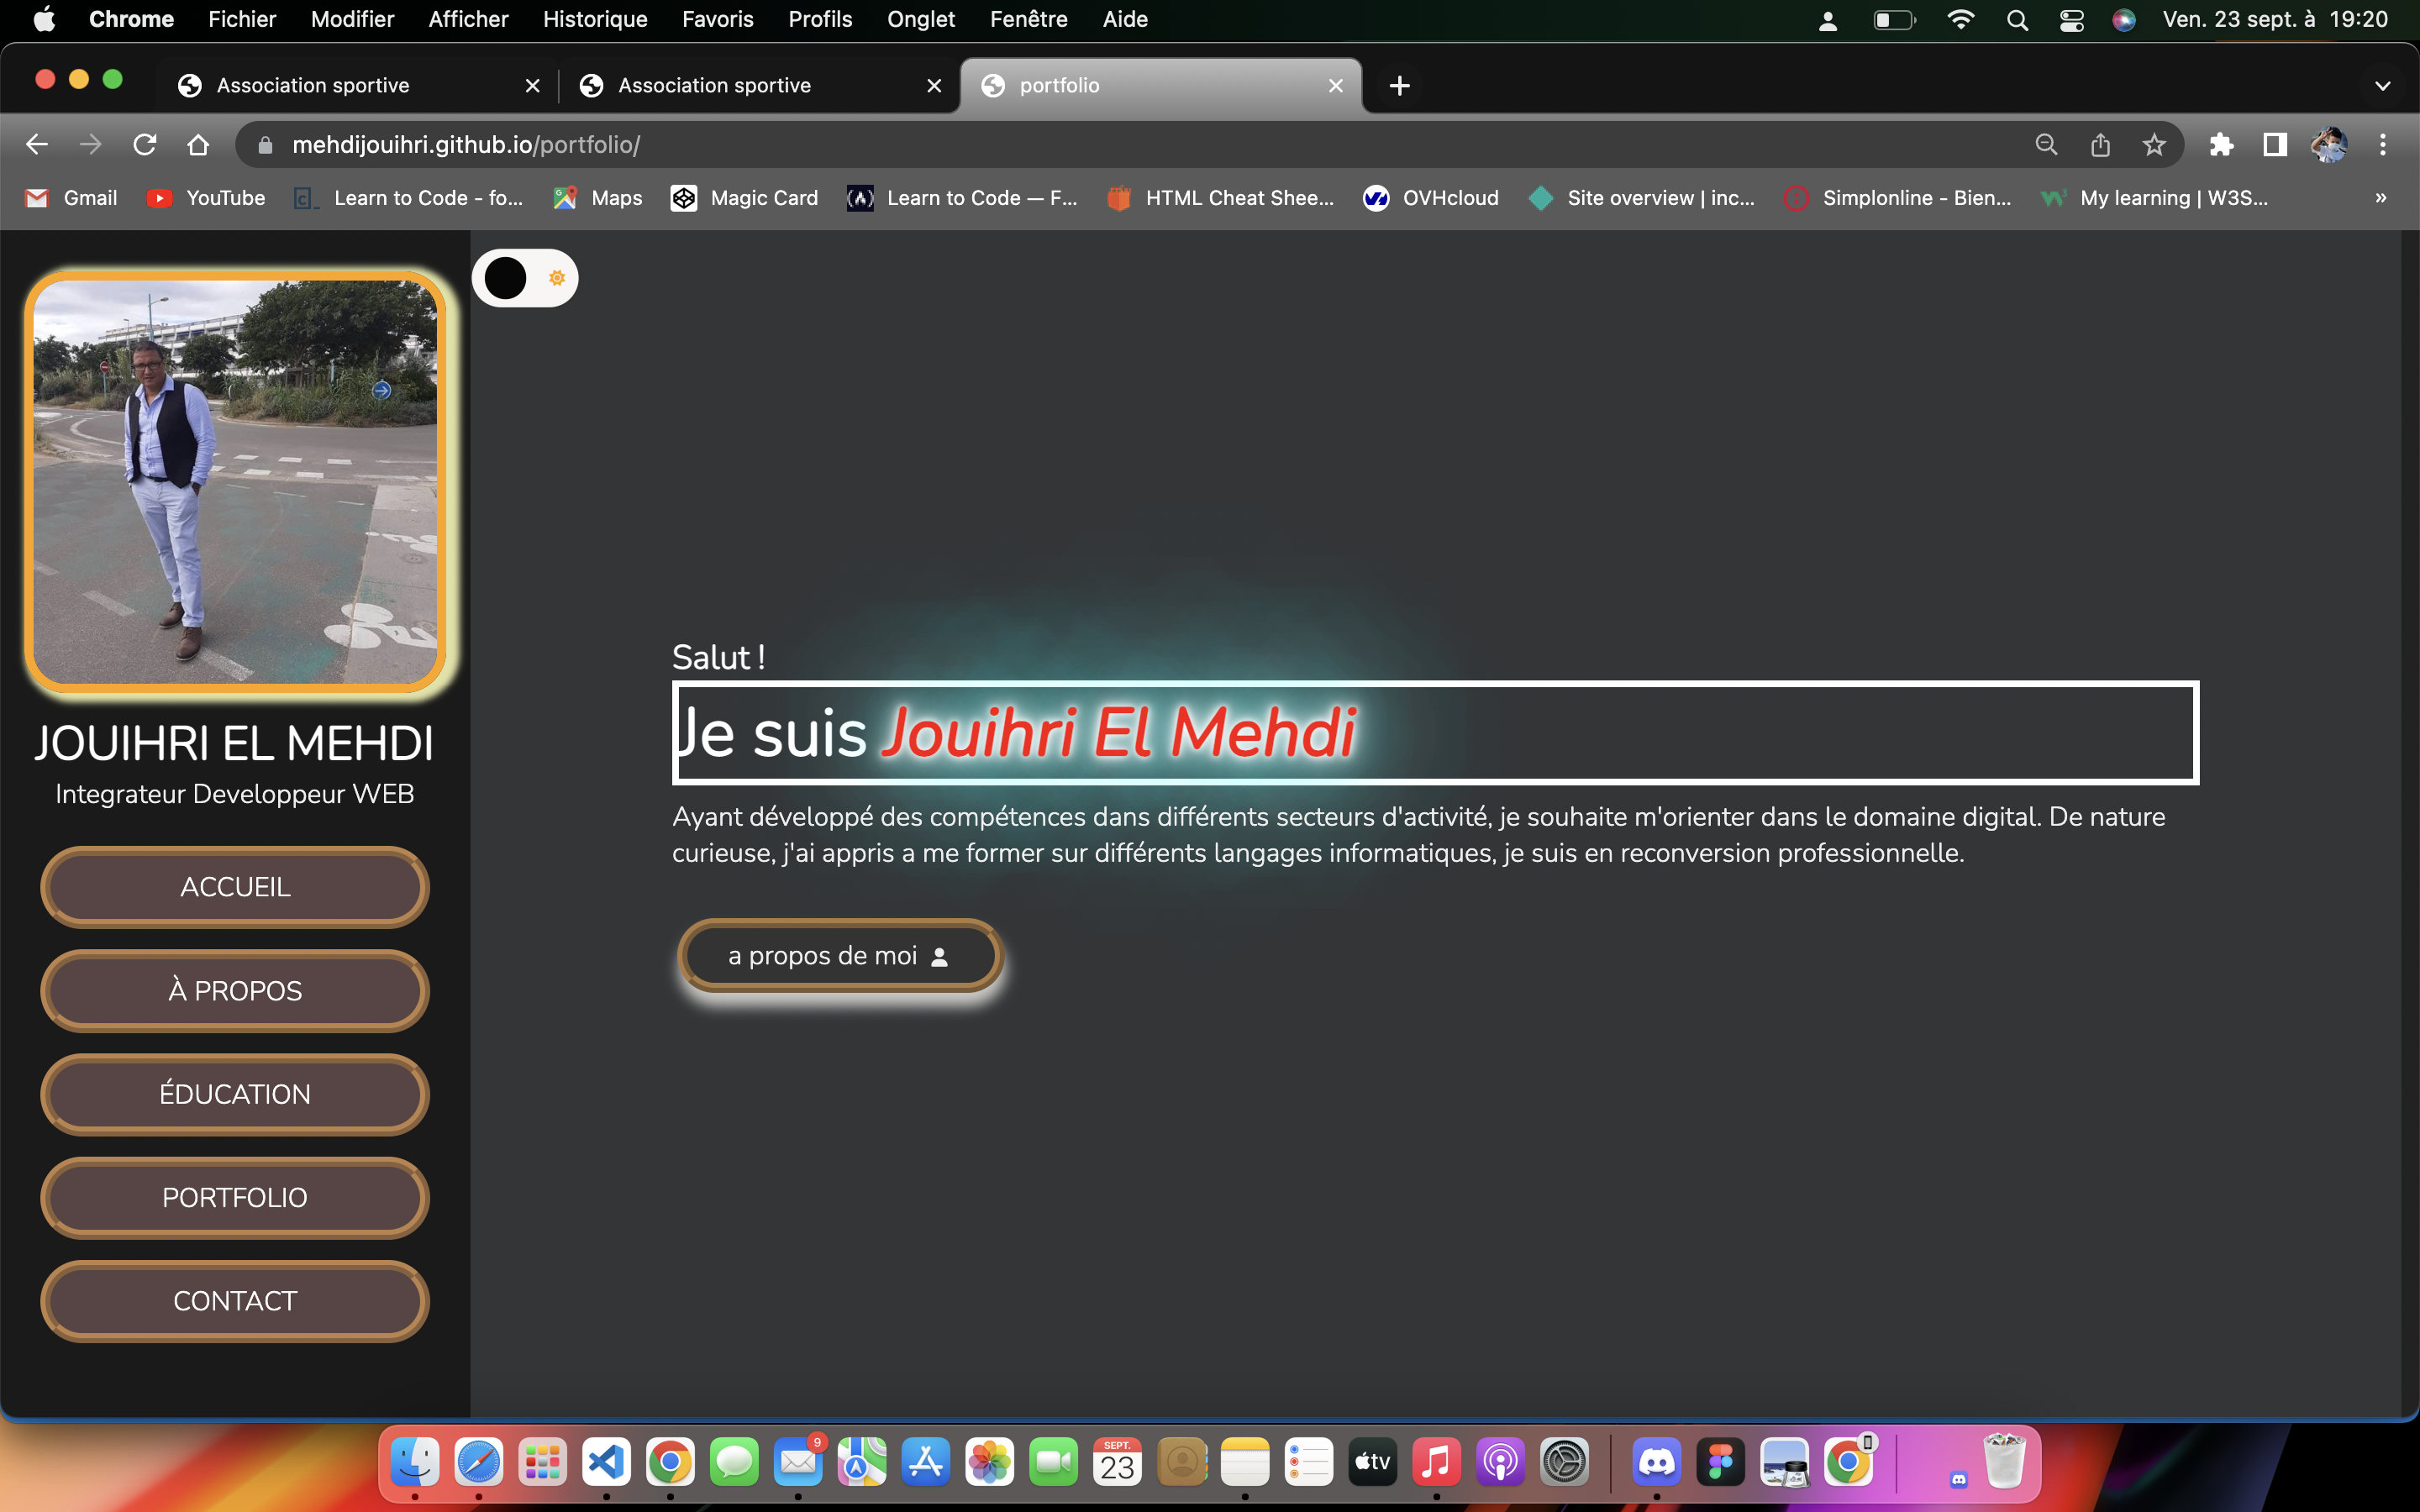 Chrome Fichier Modifier Afficher Historique Favoris Profils Onglet Fenêtre Aide Ven. 23 sept. à 19:20
Association sportive Association sportive portfolio
mehdijouihri.github.io/portfolio/
Gmail YouTube Learn to Code - fo... Maps Magic Card Learn to Code — F... HTML Cheat Shee... OVHcloud Site overview | inc... Simplonline - Bien... My learning | W3S... »
JOUIHRI EL MEHDI
Integrateur Developpeur WEB
ACCUEIL
À PROPOS
ÉDUCATION
PORTFOLIO
CONTACT
Salut !
Je suis Jouihri El Mehdi
Ayant développé des compétences dans différents secteurs d'activité, je souhaite m'orienter dans le domaine digital. De nature
curieuse, j'ai appris a me former sur différents langages informatiques, je suis en reconversion professionnelle.
a propos de moi
9
SEPT.
23
tv